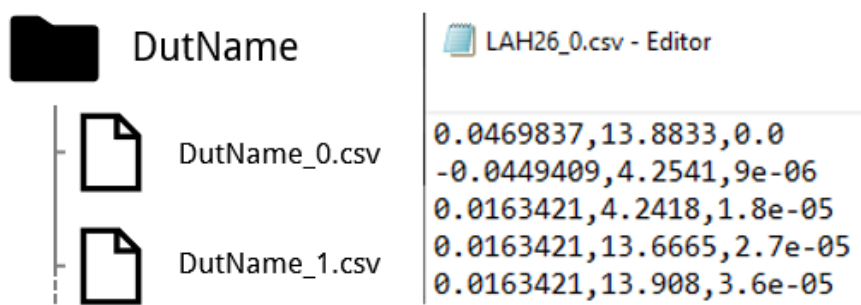 DutName
DutName_0.csv
DutName_1.csv
LAH26_0.csv - Editor
0.0469837,13.8833,0.0
-0.0449409,4.2541,9e-06
0.0163421,4.2418,1.8e-05
0.0163421,13.6665,2.7e-05
0.0163421,13.908,3.6e-05